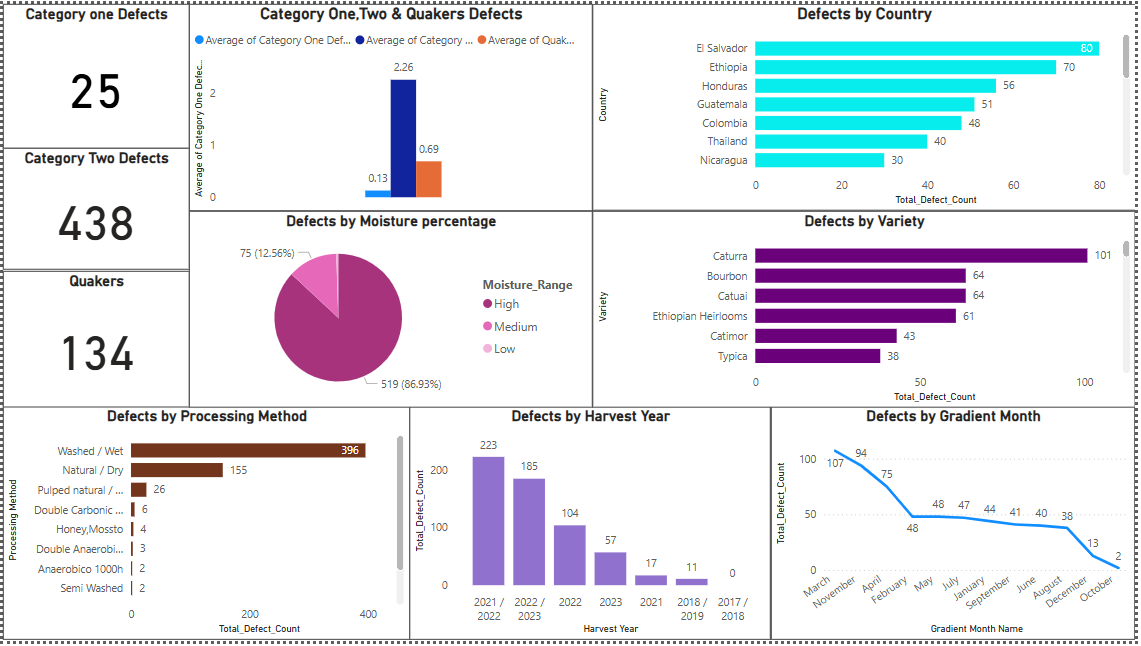 Category one Defects
25
Category Two Defects
438
Quakers
134
Category One,Two & Quakers Defects
Average of Category One Def... Average of Category ... Average of Quak...
Average of Category One Defec...
2
1
0
0.13
2.26
0.69
Defects by Country
Country
El Salvador 80
Ethiopia 70
Honduras 56
Guatemala 51
Colombia 48
Thailand 40
Nicaragua 30
0 20 40 60 80
Total_Defect_Count
Defects by Moisture percentage
75 (12.56%)
519 (86.93%)
Moisture_Range
High
Medium
Low
Defects by Variety
Variety
Caturra 101
Bourbon 64
Catuai 64
Ethiopian Heirlooms 61
Catimor 43
Typica 38
0 50 100
Total_Defect_Count
Defects by Processing Method
Processing Method
Washed / Wet 396
Natural / Dry 155
Pulped natural / ... 26
Double Carbonic ... 6
Honey,Mossto 4
Double Anaerobi... 3
Anaerobico 1000h 2
Semi Washed 2
0 200 400
Total_Defect_Count
Defects by Harvest Year
Total_Defect_Count
200
100
0
223
185
104
57
17
11
0
2021 / 2022
2022 / 2023
2022
2023
2021
2018 / 2019
2017 / 2018
Harvest Year
Defects by Gradient Month
Total_Defect_Count
100
50
0
107
94
75
48
48
47
44
41
40
38
13
2
March
November
April
February
May
July
January
September
June
August
December
October
Gradient Month Name